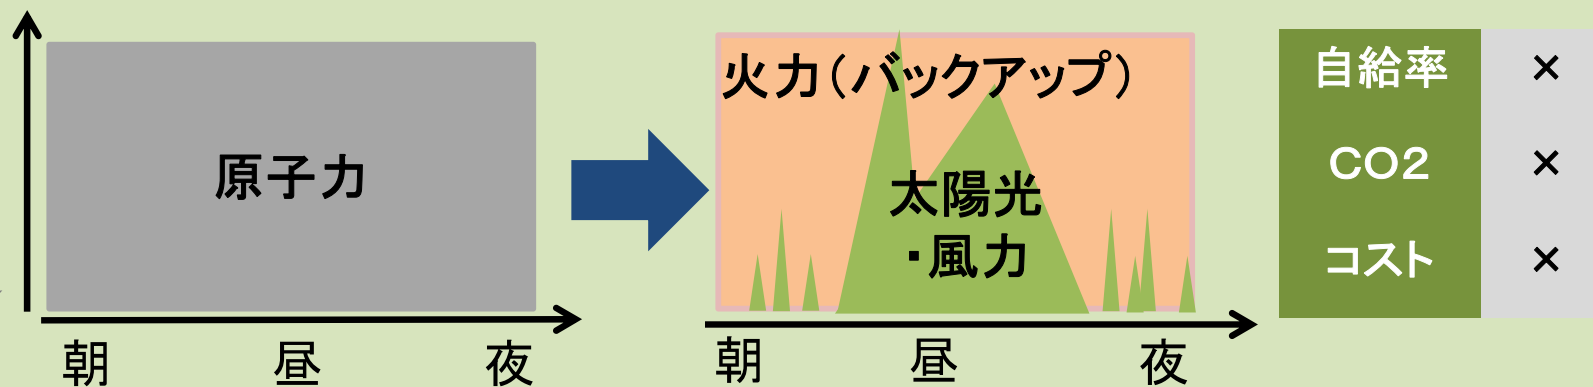 原子力
朝 昼 夜
火力（バックアップ）
太陽光
・風力
朝 昼 夜
自給率 ×
CO2 ×
コスト ×